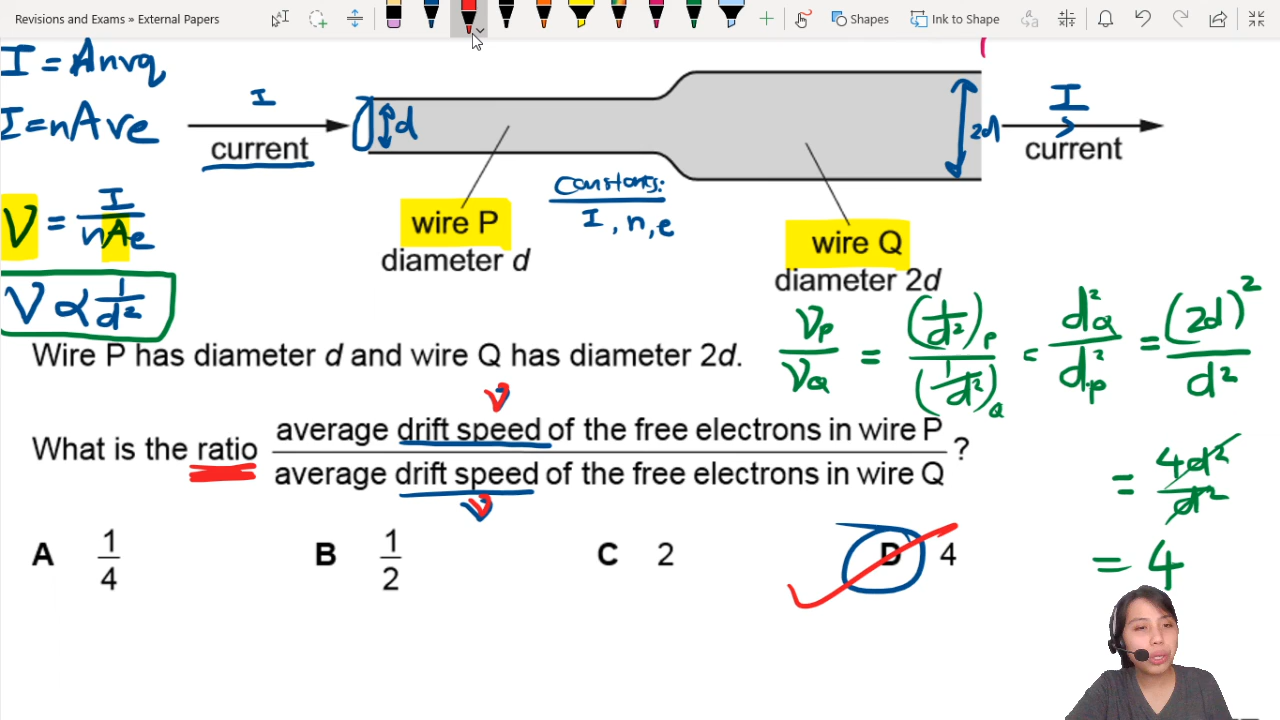 Revisions and Exams » External Papers
Shapes
Ink to Shape
I = Anvq
I = nAve
V = I/nAe
V ∝ 1/d²
I
current
d
Constants:
I, n, e
2d
I
current
wire P
diameter d
wire Q
diameter 2d
Wire P has diameter d and wire Q has diameter 2d.
VP/VQ = (1/d²)P/(1/d²)Q = d²Q/d²P = (2d)²/d²
= 4d²/d²
= 4
V
What is the ratio average drift speed of the free electrons in wire P / average drift speed of the free electrons in wire Q ?
V
A 1/4 B 1/2 C 2 D 4